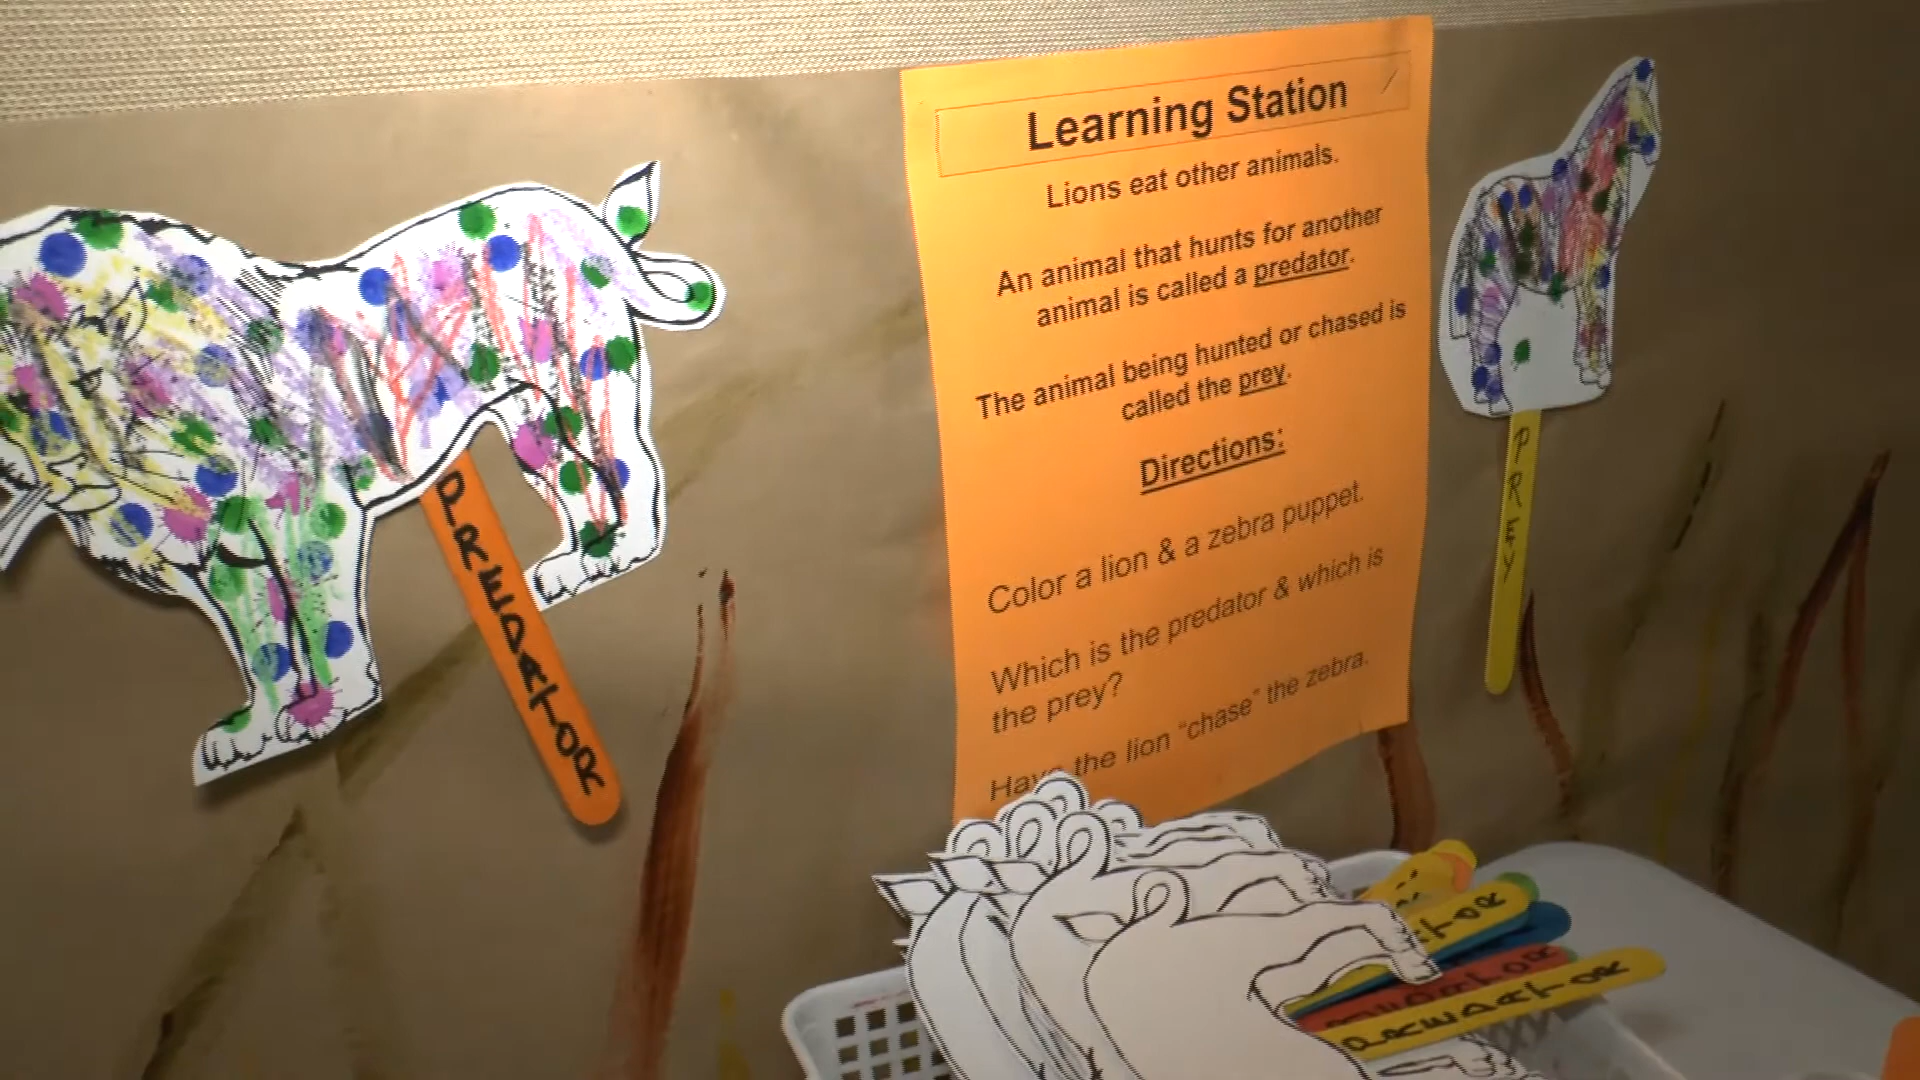 Learning Station
Lions eat other animals.
An animal that hunts for another
animal is called a predator.
The animal being hunted or chased is
called the prey.
Directions:
Color a lion & a zebra puppet.
Which is the predator & which is
the prey?
Have the lion "chase" the zebra.
PREDATOR
PREY
TOR
PREDATOR